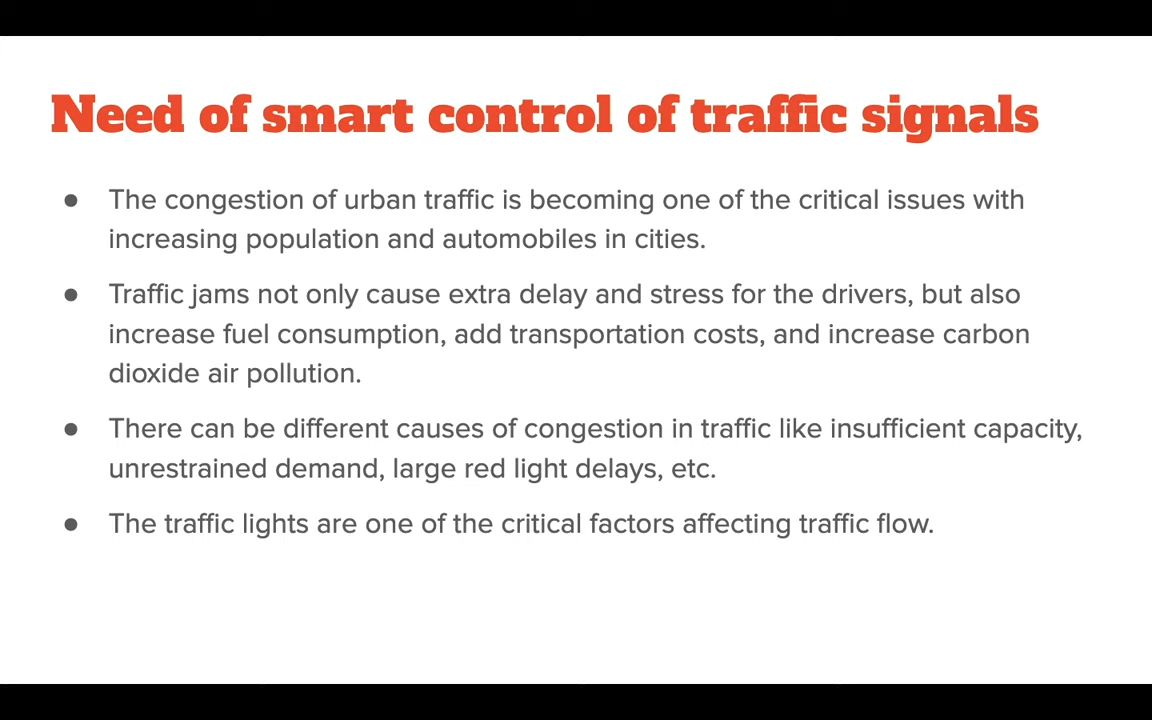 Need of smart control of traffic signals
● The congestion of urban traffic is becoming one of the critical issues with
increasing population and automobiles in cities.
● Traffic jams not only cause extra delay and stress for the drivers, but also
increase fuel consumption, add transportation costs, and increase carbon
dioxide air pollution.
● There can be different causes of congestion in traffic like insufficient capacity,
unrestrained demand, large red light delays, etc.
● The traffic lights are one of the critical factors affecting traffic flow.